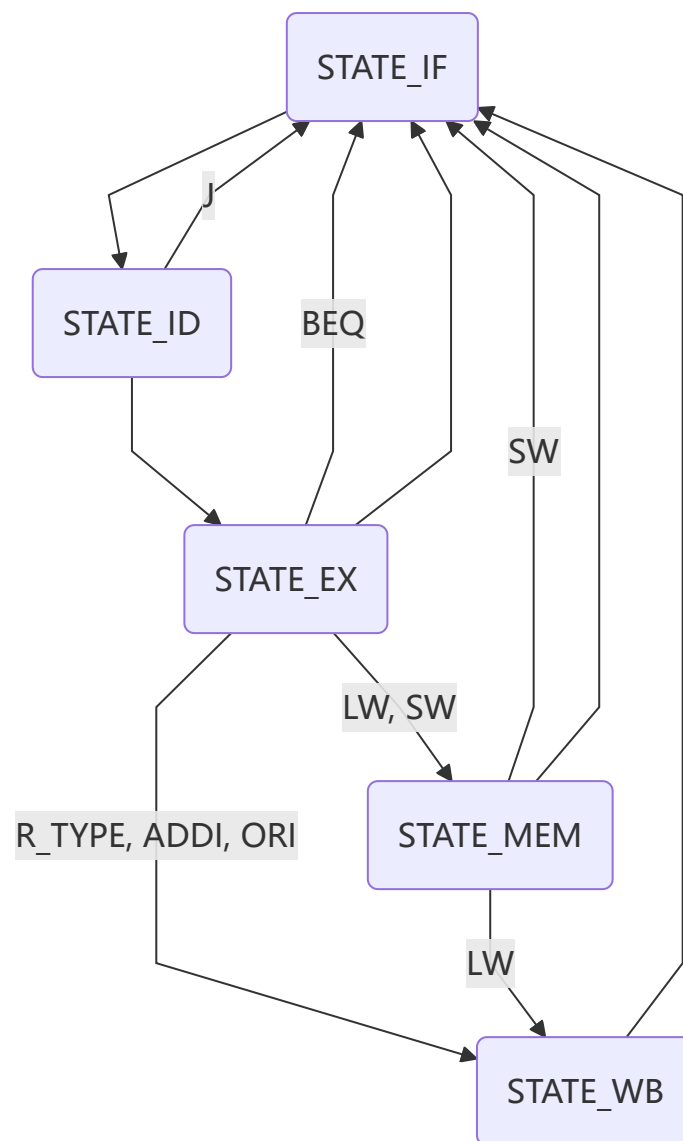 STATE_IF
J
STATE_ID
BEQ
SW
STATE_EX
LW, SW
R_TYPE, ADDI, ORI
STATE_MEM
LW
STATE_WB